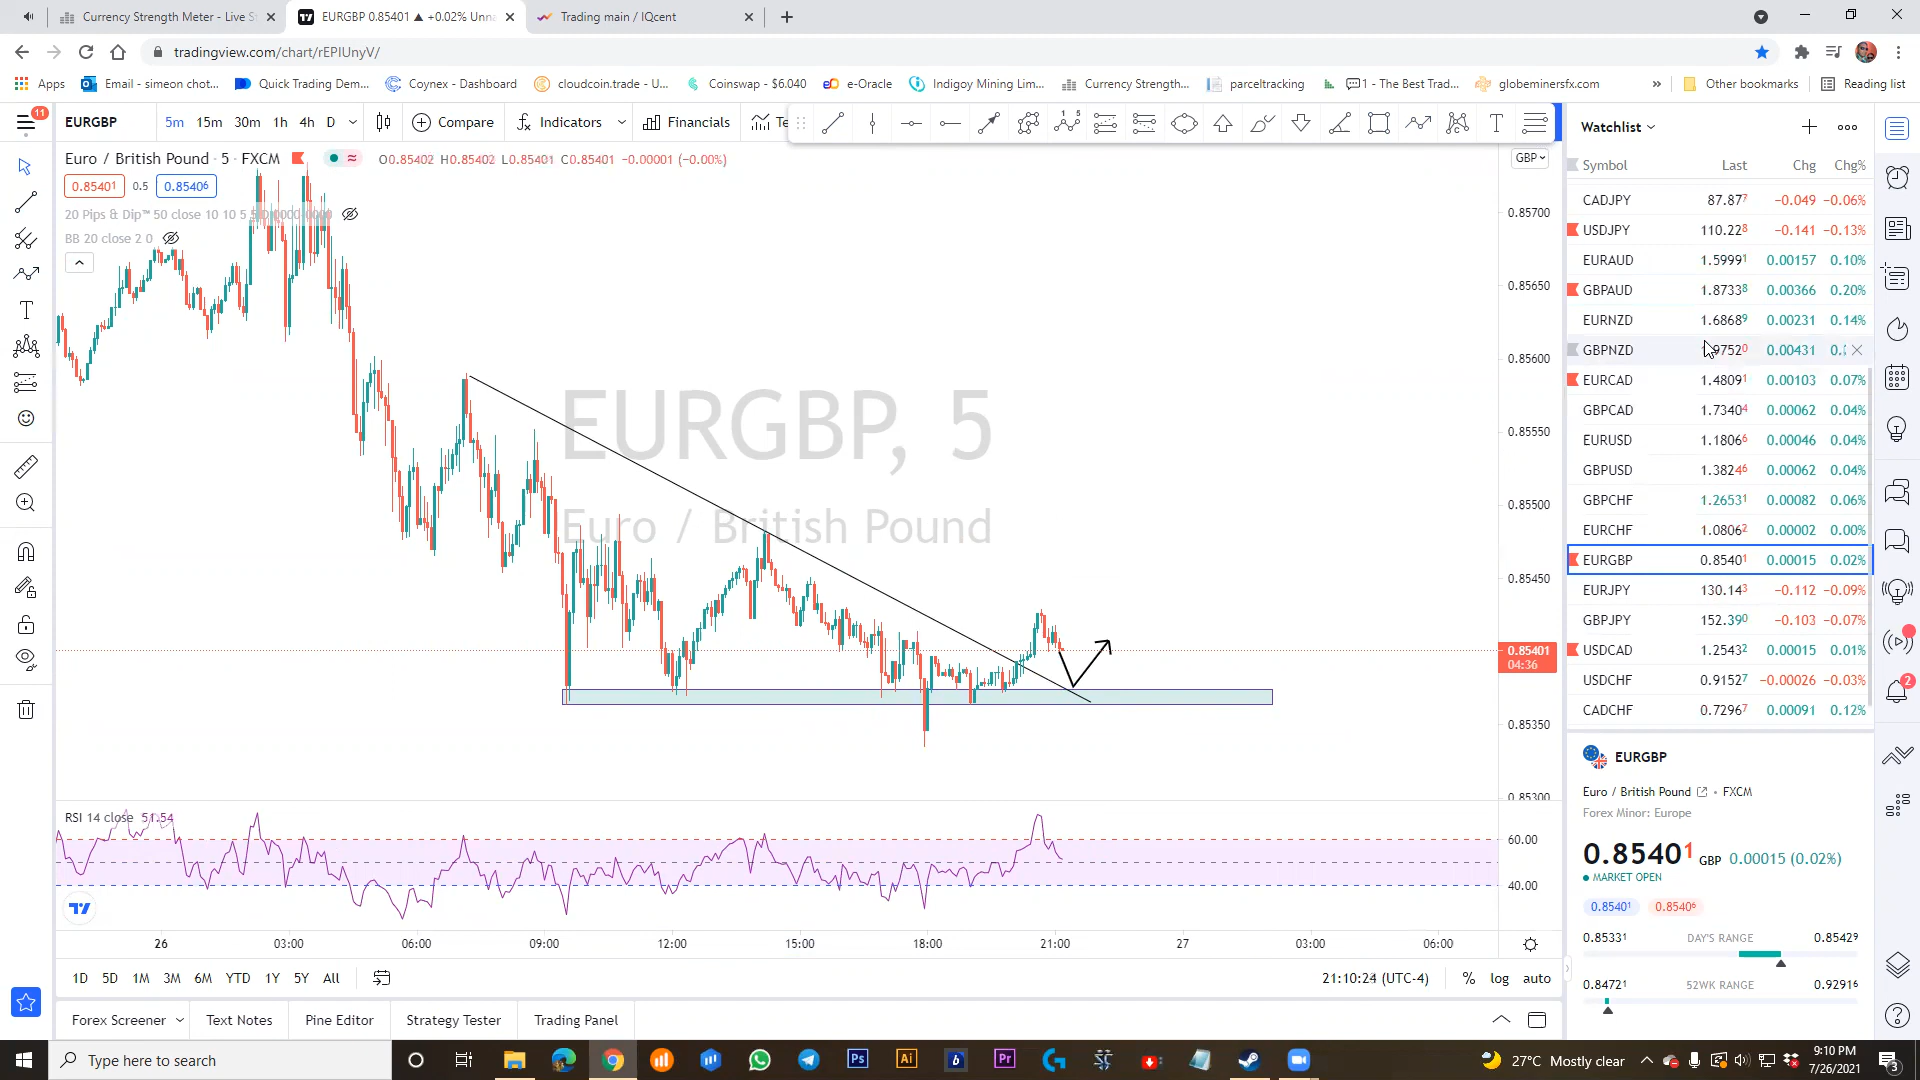 Currency Strength Meter - Live S
EURGBP 0.85401 ▲ +0.02% Unna
Trading main / IQcent
tradingview.com/chart/rEPIUnyV/
Apps
Email - simeon chot...
Quick Trading Dem...
Coynex - Dashboard
cloudcoin.trade - U...
Coinswap - $6.040
e-Oracle
Indigoy Mining Lim...
Currency Strength...
parceltracking
1 - The Best Trad...
globeminersfx.com
»
Other bookmarks
Reading list
11
EURGBP
5m 15m 30m 1h 4h D
Compare
Indicators
Financials
Te
Watchlist
Euro / British Pound · 5 · FXCM
O0.85402 H0.85402 L0.85401 C0.85401 −0.00001 (−0.00%)
GBP
0.85401 0.5 0.85406
20 Pips & Dip™ 50 close 10 10 5
BB 20 close 2 0
EURGBP, 5
Euro / British Pound
0.85700
0.85650
0.85600
0.85550
0.85500
0.85450
0.85401
04:36
0.85350
0.85300
RSI 14 close 51.54
60.00
40.00
26 03:00 06:00 09:00 12:00 15:00 18:00 21:00 27 03:00 06:00
1D 5D 1M 3M 6M YTD 1Y 5Y All
21:10:24 (UTC-4) % log auto
Forex Screener
Text Notes
Pine Editor
Strategy Tester
Trading Panel
Symbol Last Chg Chg%
CADJPY 87.877 −0.049 −0.06%
USDJPY 110.228 −0.141 −0.13%
EURAUD 1.59991 0.00157 0.10%
GBPAUD 1.87338 0.00366 0.20%
EURNZD 1.68689 0.00231 0.14%
GBPNZD 97520 0.00431 0.
EURCAD 1.48091 0.00103 0.07%
GBPCAD 1.73404 0.00062 0.04%
EURUSD 1.18066 0.00046 0.04%
GBPUSD 1.38246 0.00062 0.04%
GBPCHF 1.26531 0.00082 0.06%
EURCHF 1.08062 0.00002 0.00%
EURGBP 0.85401 0.00015 0.02%
EURJPY 130.143 −0.112 −0.09%
GBPJPY 152.390 −0.103 −0.07%
USDCAD 1.25432 0.00015 0.01%
USDCHF 0.91527 −0.00026 −0.03%
CADCHF 0.72967 0.00091 0.12%
EURGBP
Euro / British Pound • FXCM
Forex Minor: Europe
0.85401 GBP 0.00015 (0.02%)
MARKET OPEN
0.85401 0.85406
0.85331 DAY'S RANGE 0.85429
0.84721 52WK RANGE 0.92916
2
Type here to search
Ps
Ai
b
Pr
27°C Mostly clear
9:10 PM
7/26/2021
3